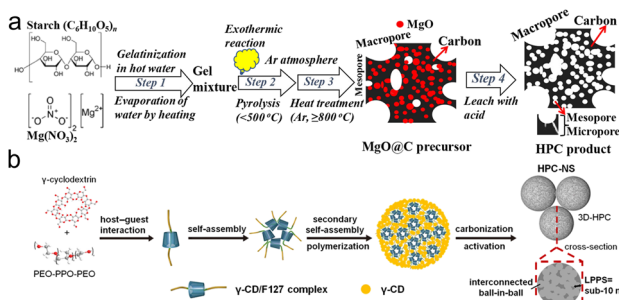 a
Starch (C6H10O5)n
Mg(NO3)2
Mg2+
Gelatinization
in hot water
Step 1
Evaporation of
water by heating
Gel
mixture
Exothermic
reaction
Ar atmosphere
Step 2
Step 3
Pyrolysis
(<500 °C)
Heat treatment
(Ar, ≥800 °C)
MgO
Macropore
Carbon
Mesopore
MgO@C precursor
Step 4
Leach with
acid
Macropore
Carbon
Mesopore
Micropore
HPC product
b
γ-cyclodextrin
+
PEO-PPO-PEO
host–guest
interaction
self-assembly
secondary
self-assembly
polymerization
carbonization
activation
γ-CD/F127 complex
γ-CD
HPC-NS
3D-HPC
cross-section
interconnected
ball-in-ball
LPPS=
sub-10 n